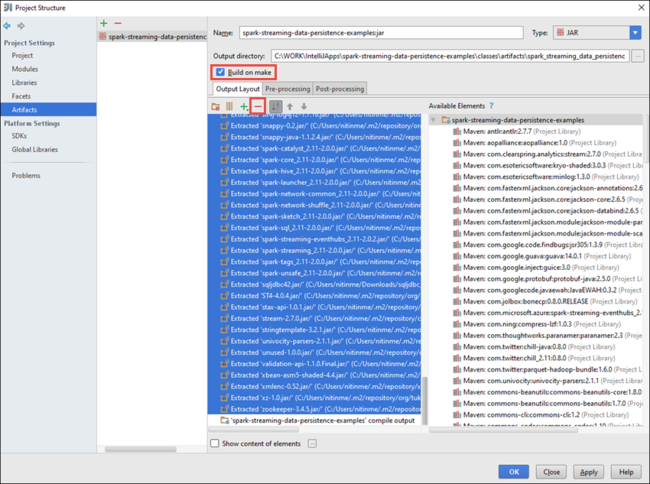 Project Structure
Project Settings
Project
Modules
Libraries
Facets
Artifacts
Platform Settings
SDKs
Global Libraries
Problems
spark-streaming-data-persistence-examples
Name: spark-streaming-data-persistence-examples:jar
Type: JAR
Output directory: C:\WORK\IntelliJApps\spark-streaming-data-persistence-examples\classes\artifacts\spark_streaming_data_persistenc
Build on make
Output Layout Pre-processing Post-processing
Extracted 'snappy-0.2.jar/' (C:/Users/nitinme/.m2/repository/or
Extracted 'snappy-java-1.1.2.4.jar/' (C:/Users/nitinme/.m2/repo
Extracted 'spark-catalyst_2.11-2.0.0.jar/' (C:/Users/nitinme/.m
Extracted 'spark-core_2.11-2.0.0.jar/' (C:/Users/nitinme/.m2/re
Extracted 'spark-hive_2.11-2.0.0.jar/' (C:/Users/nitinme/.m2/re
Extracted 'spark-launcher_2.11-2.0.0.jar/' (C:/Users/nitinme/.m
Extracted 'spark-network-common_2.11-2.0.0.jar/' (C:/Users/nit
Extracted 'spark-network-shuffle_2.11-2.0.0.jar/' (C:/Users/niti
Extracted 'spark-sketch_2.11-2.0.0.jar/' (C:/Users/nitinme/.m2/
Extracted 'spark-sql_2.11-2.0.0.jar/' (C:/Users/nitinme/.m2/rep
Extracted 'spark-streaming-eventhubs_2.11-2.0.2.jar/' (C:/Users
Extracted 'spark-streaming_2.11-2.0.0.jar/' (C:/Users/nitinme/.
Extracted 'spark-tags_2.11-2.0.0.jar/' (C:/Users/nitinme/.m2/re
Extracted 'spark-unsafe_2.11-2.0.0.jar/' (C:/Users/nitinme/.m2/
Extracted 'sqljdbc42.jar/' (C:/Users/nitinme/Downloads/sqljdbc
Extracted 'ST4-4.0.4.jar/' (C:/Users/nitinme/.m2/repository/org/
Extracted 'stax-api-1.0.1.jar/' (C:/Users/nitinme/.m2/repository
Extracted 'stream-2.7.0.jar/' (C:/Users/nitinme/.m2/repository/c
Extracted 'stringtemplate-3.2.1.jar/' (C:/Users/nitinme/.m2/rep
Extracted 'univocity-parsers-2.1.1.jar/' (C:/Users/nitinme/.m2/r
Extracted 'unused-1.0.0.jar/' (C:/Users/nitinme/.m2/repository/
Extracted 'validation-api-1.1.0.Final.jar/' (C:/Users/nitinme/.m
Extracted 'xbean-asm5-shaded-4.4.jar/' (C:/Users/nitinme/.m2/
Extracted 'xmlenc-0.52.jar/' (C:/Users/nitinme/.m2/repository/x
Extracted 'xz-1.0.jar/' (C:/Users/nitinme/.m2/repository/org/tuk
Extracted 'zookeeper-3.4.5.jar/' (C:/Users/nitinme/.m2/reposito
'spark-streaming-data-persistence-examples' compile output
Show content of elements
Available Elements ?
spark-streaming-data-persistence-examples
Maven: antlr:antlr:2.7.7 (Project Library)
Maven: aopalliance:aopalliance:1.0 (Project Library)
Maven: com.clearspring.analytics:stream:2.7.0 (Project Library)
Maven: com.esotericsoftware:kryo-shaded:3.0.3 (Project Library)
Maven: com.esotericsoftware:minlog:1.3.0 (Project Library)
Maven: com.fasterxml.jackson.core:jackson-annotations:2.6
Maven: com.fasterxml.jackson.core:jackson-core:2.6.5
Maven: com.fasterxml.jackson.core:jackson-databind:2.6.5
Maven: com.fasterxml.jackson.module:jackson-module-par
Maven: com.fasterxml.jackson.module:jackson-module-sca
Maven: com.google.code.findbugs:jsr305:1.3.9 (Project Library)
Maven: com.google.guava:guava:14.0.1 (Project Library)
Maven: com.google.inject:guice:3.0 (Project Library)
Maven: com.google.protobuf:protobuf-java:2.5.0
Maven: com.googlecode.javaewah:JavaEWAH:0.3.2
Maven: com.jolbox:bonecp:0.8.0.RELEASE (Project Library)
Maven: com.microsoft.azure:spark-streaming-eventhubs_2.
Maven: com.ning:compress-lzf:1.0.3 (Project Library)
Maven: com.thoughtworks.paranamer:paranamer:2.3
Maven: com.twitter:chill-java:0.8.0 (Project Library)
Maven: com.twitter:chill_2.11:0.8.0 (Project Library)
Maven: com.twitter:parquet-hadoop-bundle:1.6.0
Maven: com.univocity:univocity-parsers:2.1.1
Maven: commons-beanutils:commons-beanutils-core:1.8.0
Maven: commons-beanutils:commons-beanutils:1.7.0
Maven: commons-cli:commons-cli:1.2 (Project Library)
OK Close Apply Help